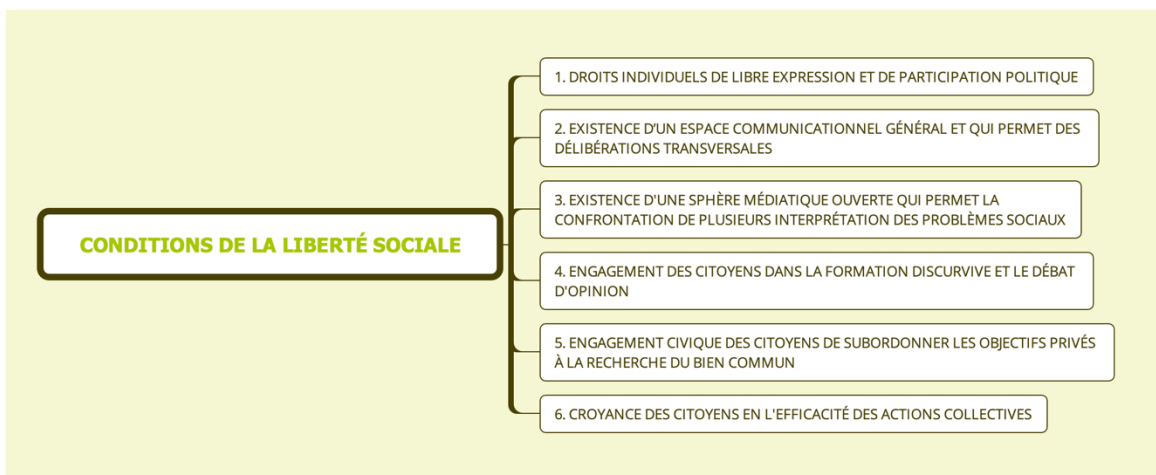 CONDITIONS DE LA LIBERTÉ SOCIALE
1. DROITS INDIVIDUELS DE LIBRE EXPRESSION ET DE PARTICIPATION POLITIQUE
2. EXISTENCE D'UN ESPACE COMMUNICATIONNEL GÉNÉRAL ET QUI PERMET DES
DÉLIBÉRATIONS TRANSVERSALES
3. EXISTENCE D'UNE SPHÈRE MÉDIATIQUE OUVERTE QUI PERMET LA
CONFRONTATION DE PLUSIEURS INTERPRÉTATION DES PROBLÈMES SOCIAUX
4. ENGAGEMENT DES CITOYENS DANS LA FORMATION DISCURVIVE ET LE DÉBAT
D'OPINION
5. ENGAGEMENT CIVIQUE DES CITOYENS DE SUBORDONNER LES OBJECTIFS PRIVÉS
À LA RECHERCHE DU BIEN COMMUN
6. CROYANCE DES CITOYENS EN L'EFFICACITÉ DES ACTIONS COLLECTIVES